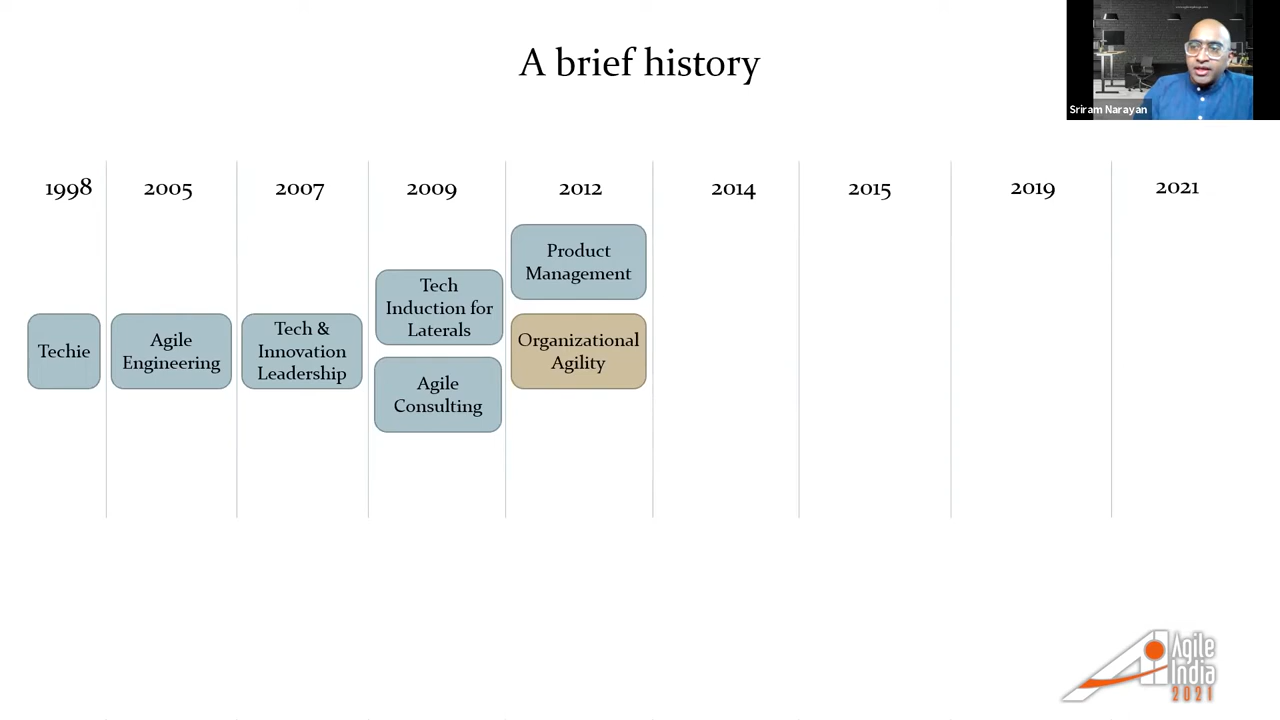 A brief history
Sriram Narayan
1998
2005
2007
2009
2012
2014
2015
2019
2021
Techie
Agile
Engineering
Tech &
Innovation
Leadership
Tech
Induction for
Laterals
Agile
Consulting
Product
Management
Organizational
Agility
Agile
India
2021